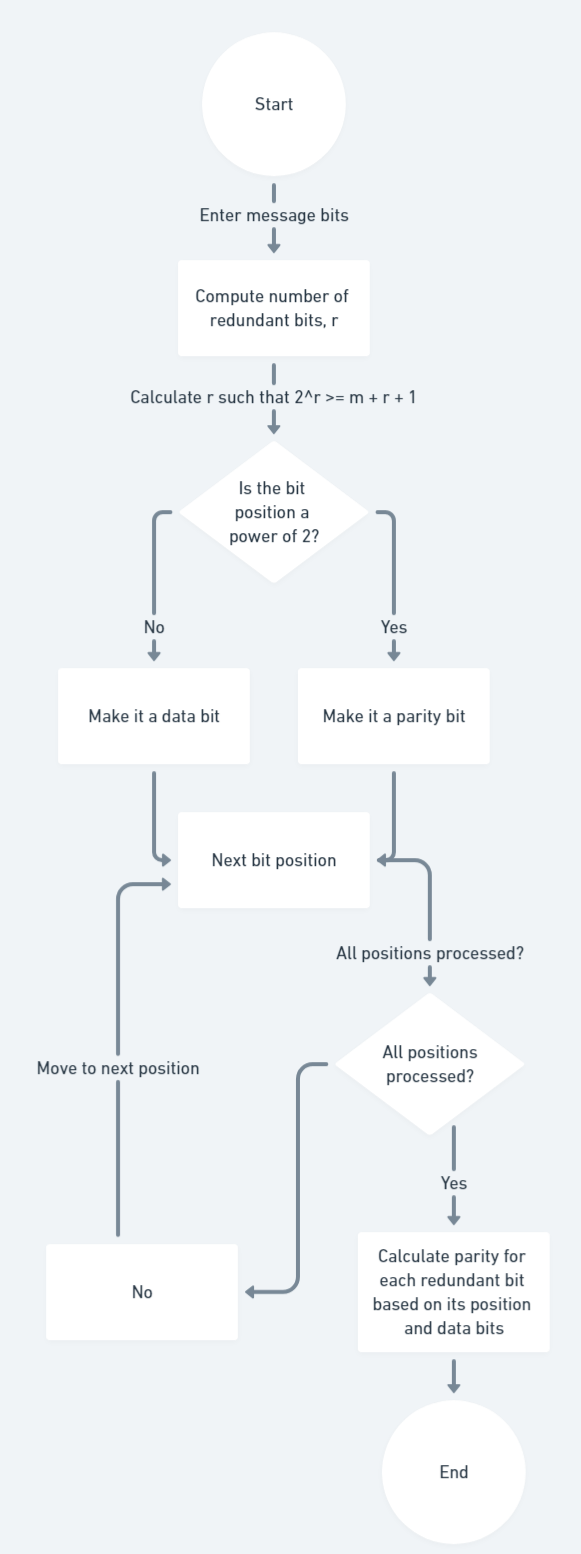 Start
Enter message bits
Compute number of
redundant bits, r
Calculate r such that 2^r >= m + r + 1
Is the bit
position a
power of 2?
No
Yes
Make it a data bit
Make it a parity bit
Next bit position
All positions processed?
All positions
processed?
Move to next position
Yes
No
Calculate parity for
each redundant bit
based on its position
and data bits
End